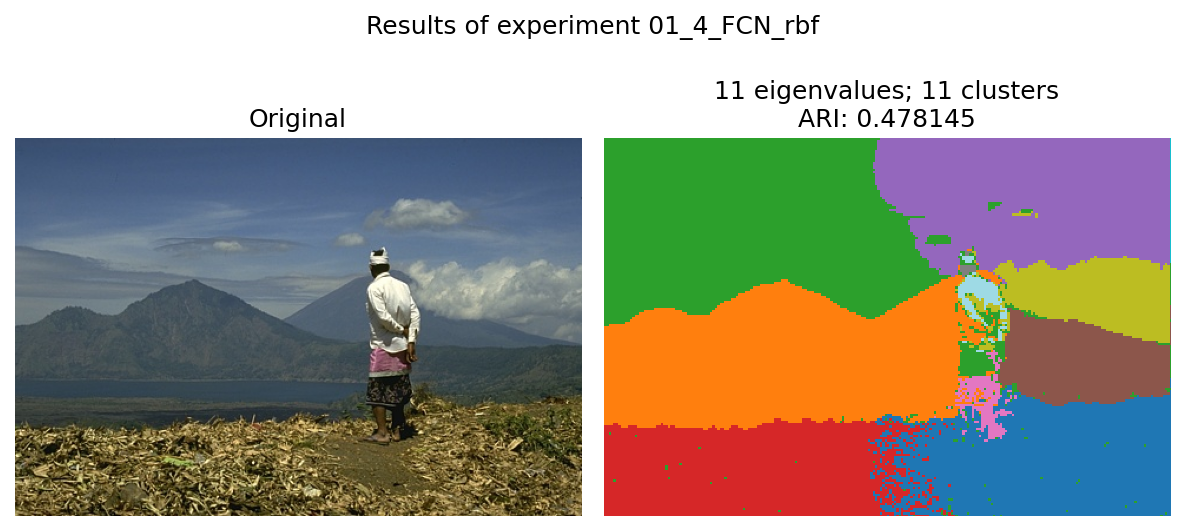 Results of experiment 01_4_FCN_rbf
Original
11 eigenvalues; 11 clusters
ARI: 0.478145